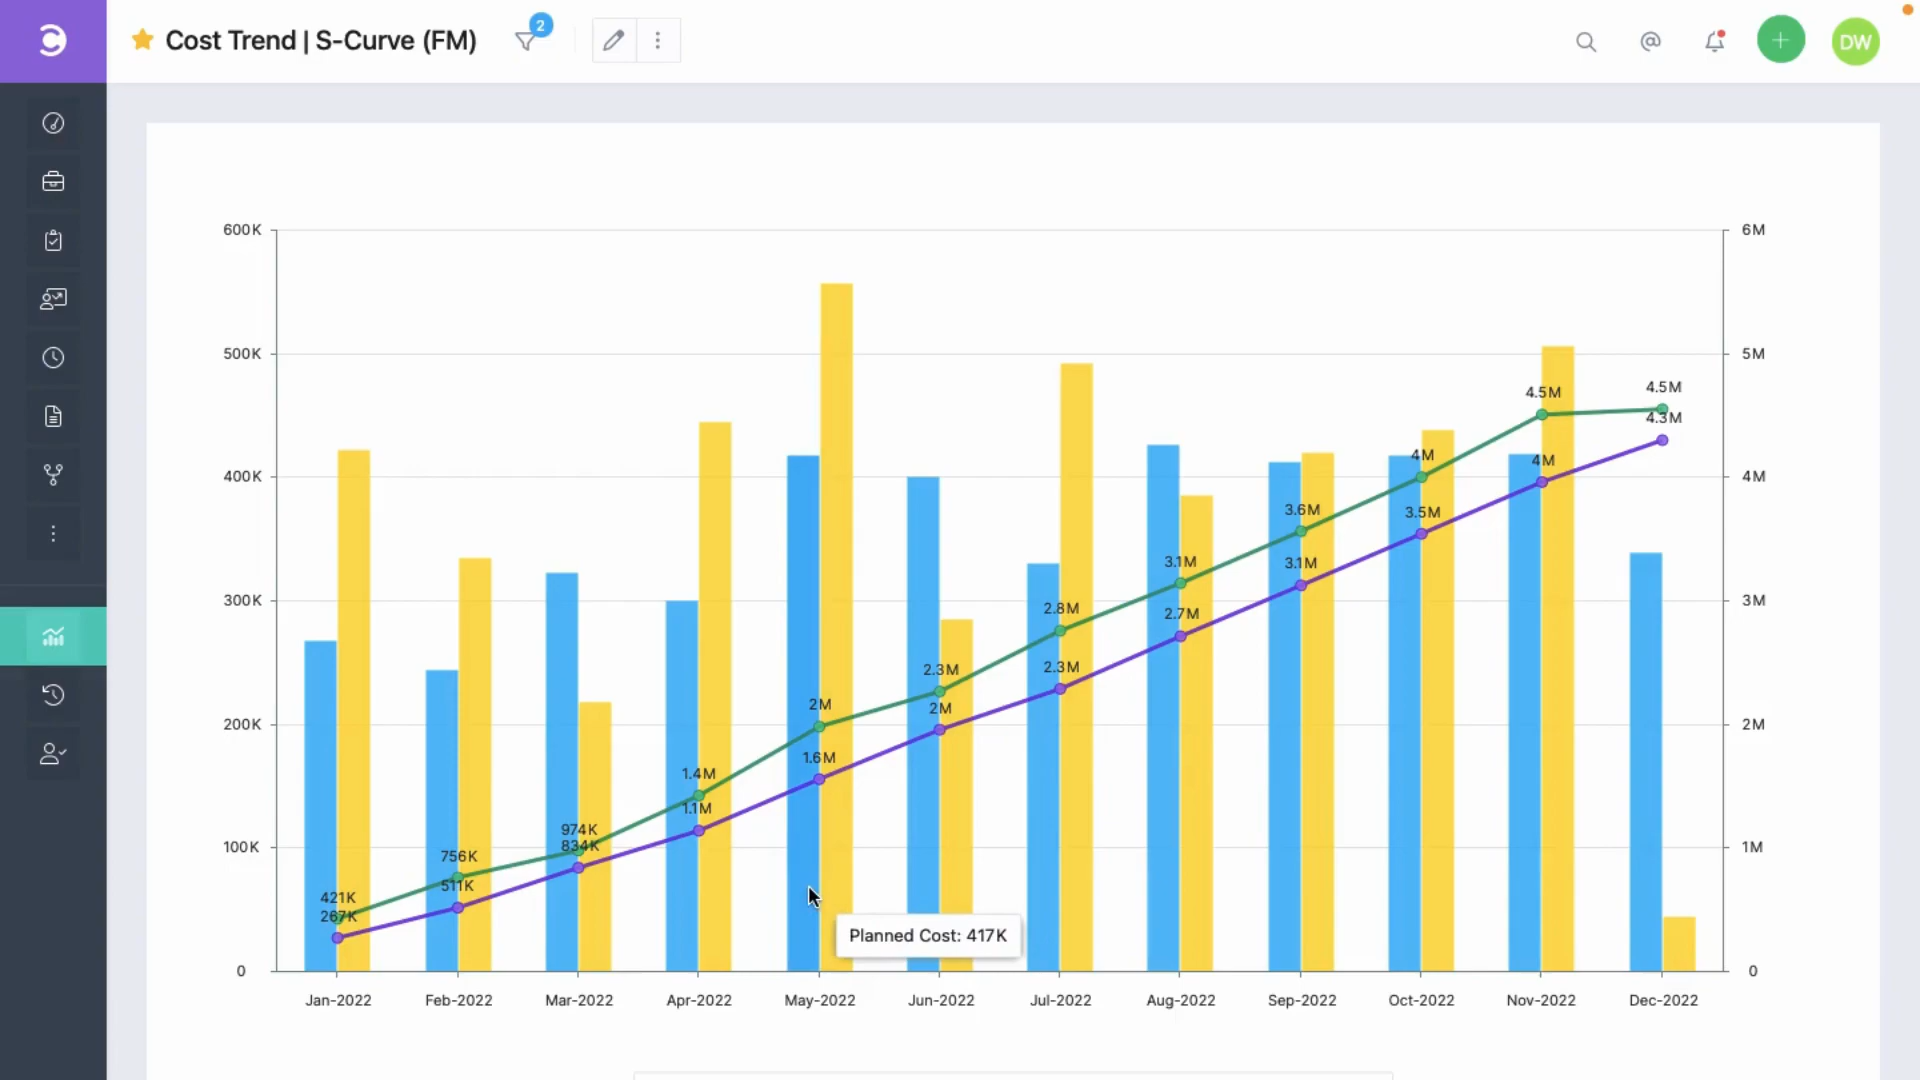 Cost Trend | S-Curve (FM)
2
DW
600K
6M
500K
5M
400K
4M
300K
3M
200K
2M
100K
1M
0
0
421K
267K
756K
511K
974K
834K
1.4M
1.1M
2M
1.6M
2.3M
2M
2.8M
2.3M
3.1M
2.7M
3.6M
3.1M
4M
3.5M
4.5M
4M
4.5M
4.3M
Planned Cost: 417K
Jan-2022
Feb-2022
Mar-2022
Apr-2022
May-2022
Jun-2022
Jul-2022
Aug-2022
Sep-2022
Oct-2022
Nov-2022
Dec-2022